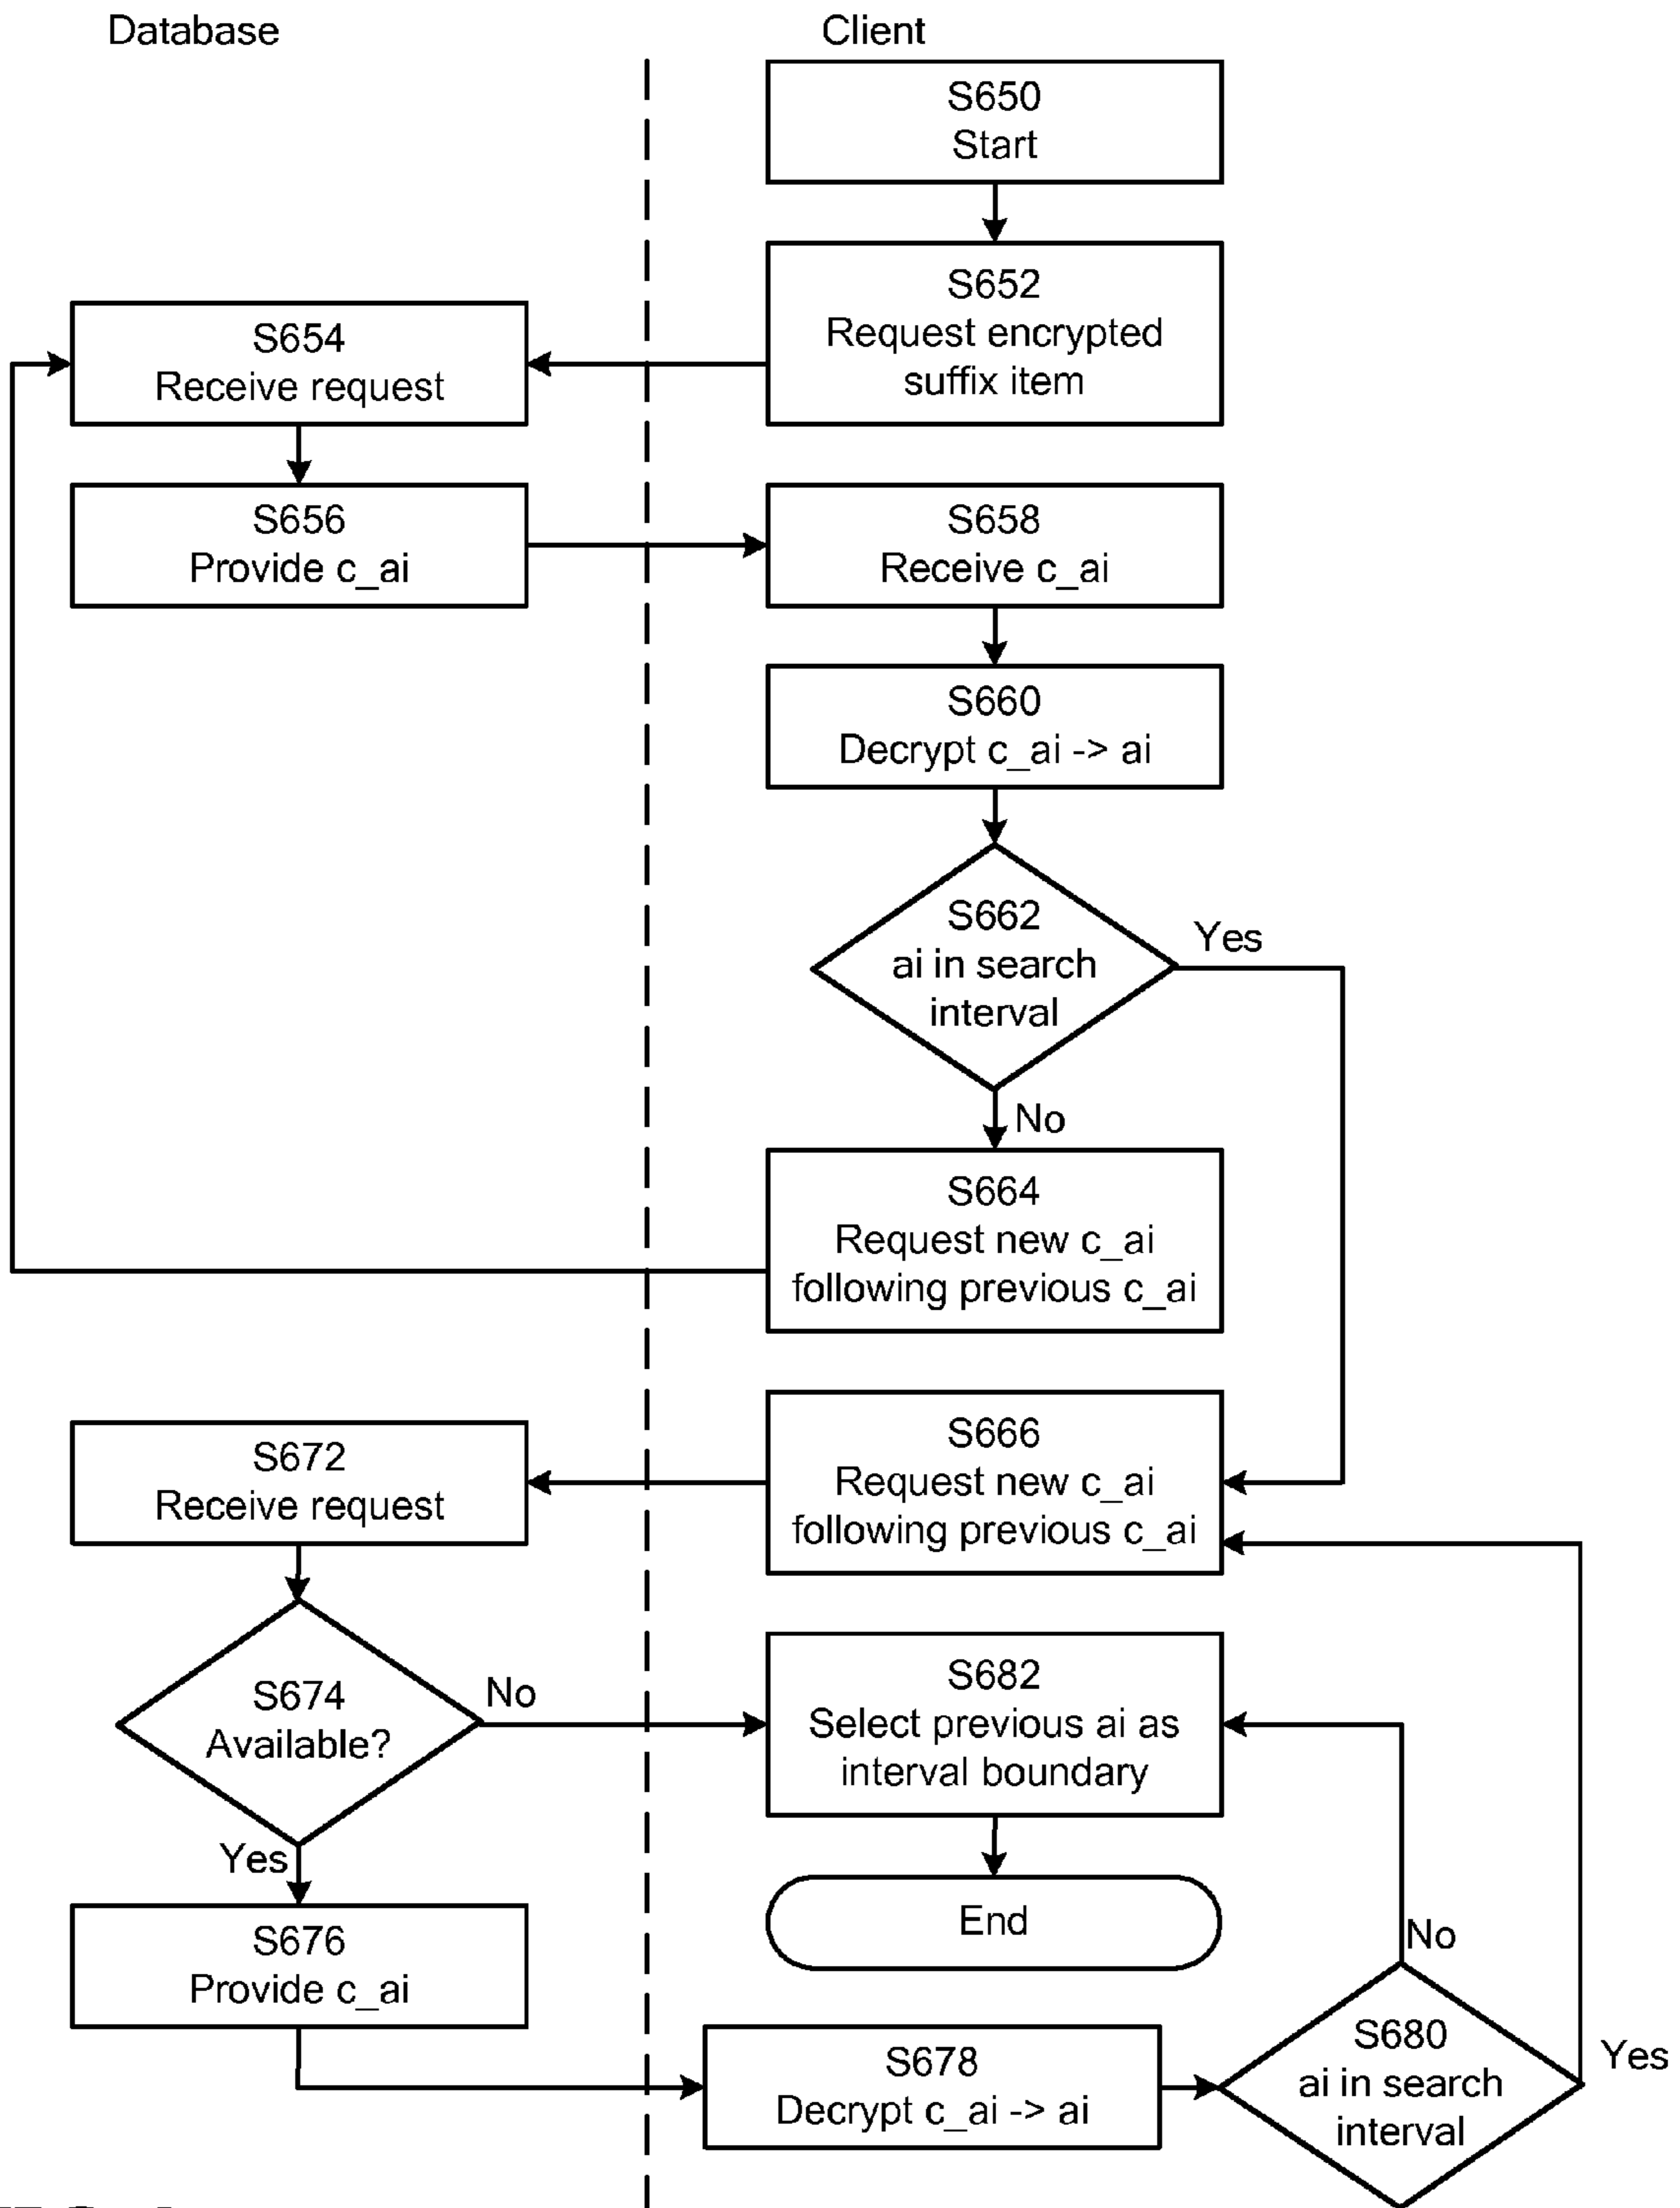 Database
Client
S650
Start
S652
Request encrypted
suffix item
S654
Receive request
S656
Provide c_ai
S658
Receive c_ai
S660
Decrypt c_ai -> ai
S662
ai in search
interval
Yes
No
S664
Request new c_ai
following previous c_ai
S666
Request new c_ai
following previous c_ai
S672
Receive request
S674
Available?
No
Yes
S682
Select previous ai as
interval boundary
End
S676
Provide c_ai
S678
Decrypt c_ai -> ai
S680
ai in search
interval
No
Yes